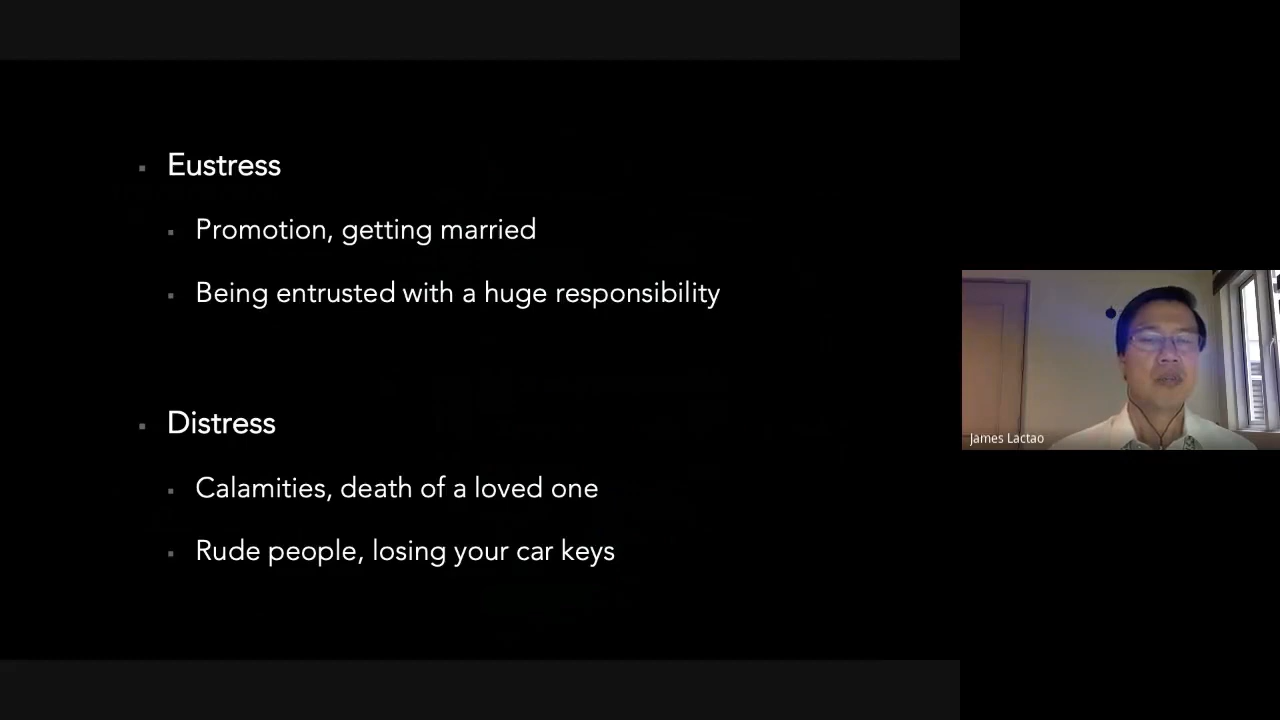 Eustress
Promotion, getting married
Being entrusted with a huge responsibility
Distress
Calamities, death of a loved one
Rude people, losing your car keys
James Lactao